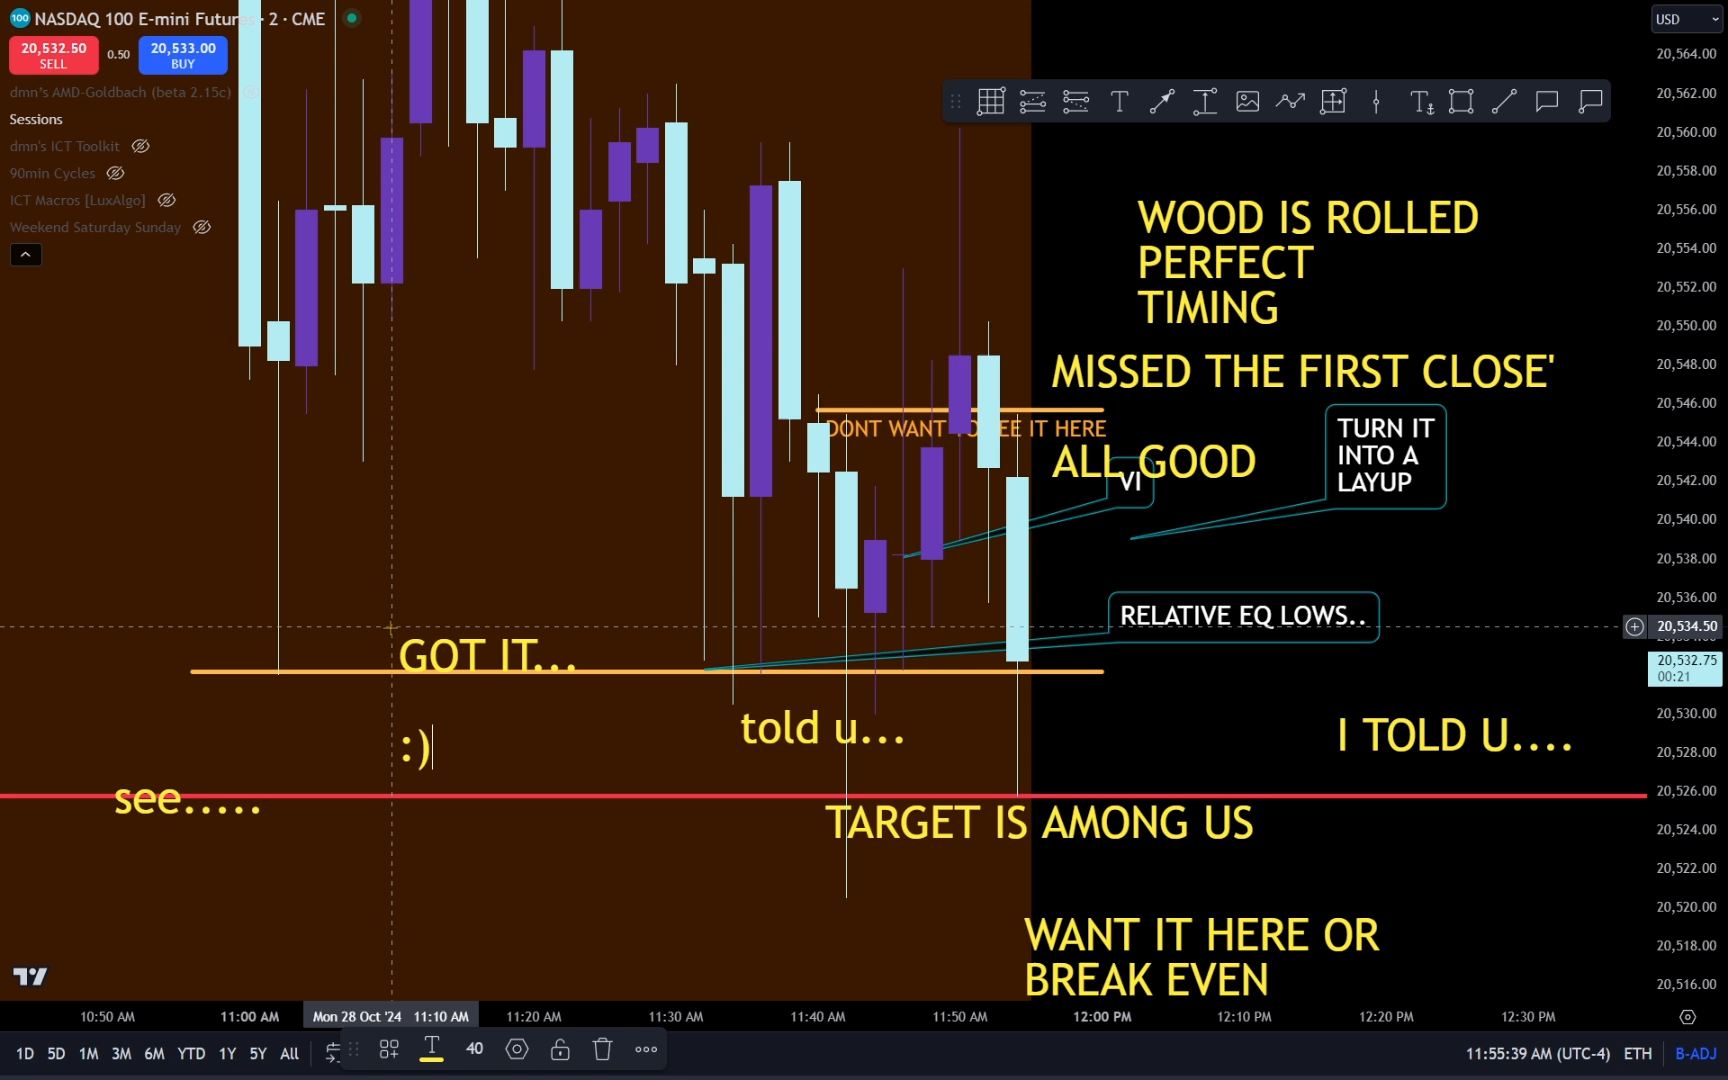 NASDAQ 100 E-mini Futures · 2 · CME
20,532.50
SELL
0.50
20,533.00
BUY
dmn's AMD-Goldbach (beta 2.15c)
Sessions
dmn's ICT Toolkit
90min Cycles
ICT Macros [LuxAlgo]
Weekend Saturday Sunday
USD
20,564.00
20,562.00
20,560.00
20,558.00
20,556.00
20,554.00
20,552.00
20,550.00
20,548.00
20,546.00
20,544.00
20,542.00
20,540.00
20,538.00
20,536.00
20,534.50
20,532.75
00:21
20,530.00
20,528.00
20,526.00
20,524.00
20,522.00
20,520.00
20,518.00
20,516.00
WOOD IS ROLLED
PERFECT
TIMING
MISSED THE FIRST CLOSE'
DONT WANT TO SEE IT HERE
ALL GOOD
VI
TURN IT
INTO A
LAYUP
RELATIVE EQ LOWS..
GOT IT...
told u...
:)
I TOLD U....
see.....
TARGET IS AMONG US
WANT IT HERE OR
BREAK EVEN
10:50 AM
11:00 AM
Mon 28 Oct '24 11:10 AM
11:20 AM
11:30 AM
11:40 AM
11:50 AM
12:00 PM
12:10 PM
12:20 PM
12:30 PM
1D 5D 1M 3M 6M YTD 1Y 5Y All
40
11:55:39 AM (UTC-4)
ETH
B-ADJ